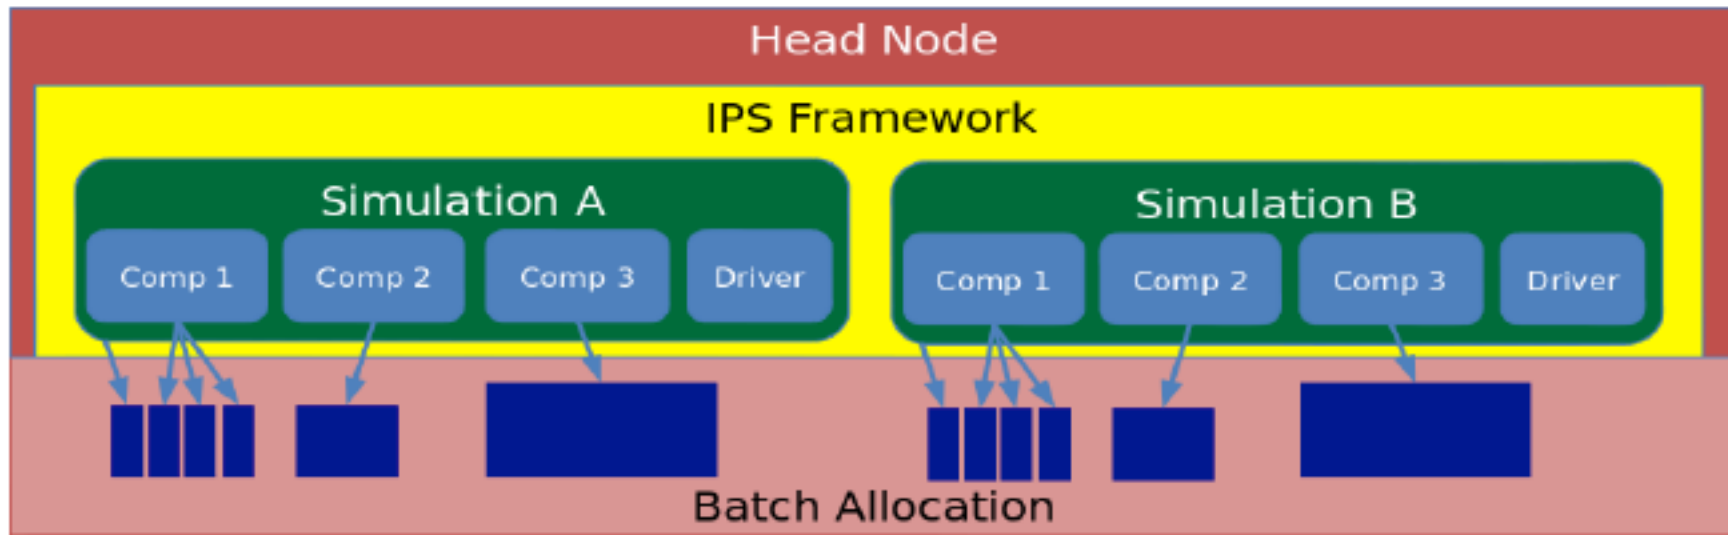 Head Node
IPS Framework
Simulation A
Comp 1
Comp 2
Comp 3
Driver
Simulation B
Comp 1
Comp 2
Comp 3
Driver
Batch Allocation